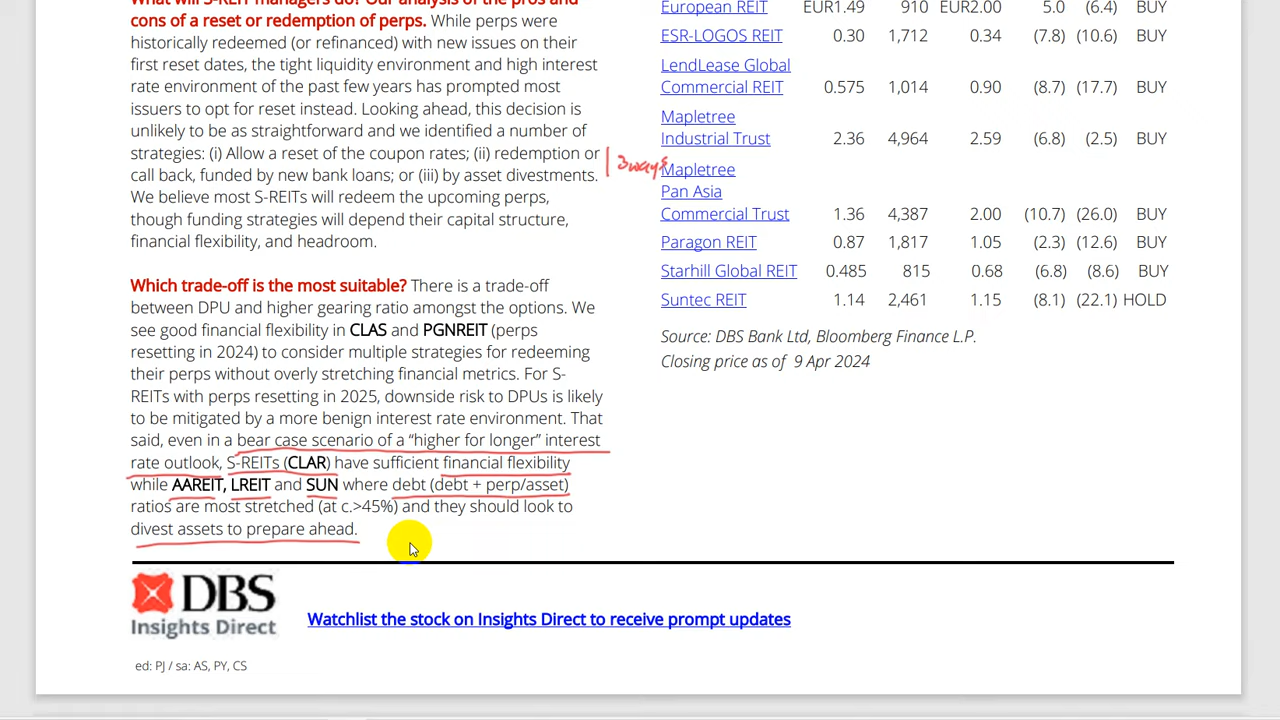 What will S-REIT managers do? Our analysis of the pros and
cons of a reset or redemption of perps. While perps were
historically redeemed (or refinanced) with new issues on their
first reset dates, the tight liquidity environment and high interest
rate environment of the past few years has prompted most
issuers to opt for reset instead. Looking ahead, this decision is
unlikely to be as straightforward and we identified a number of
strategies: (i) Allow a reset of the coupon rates; (ii) redemption or
call back, funded by new bank loans; or (iii) by asset divestments.
We believe most S-REITs will redeem the upcoming perps,
though funding strategies will depend their capital structure,
financial flexibility, and headroom.
3 ways
Which trade-off is the most suitable? There is a trade-off
between DPU and higher gearing ratio amongst the options. We
see good financial flexibility in CLAS and PGNREIT (perps
resetting in 2024) to consider multiple strategies for redeeming
their perps without overly stretching financial metrics. For S-
REITs with perps resetting in 2025, downside risk to DPUs is likely
to be mitigated by a more benign interest rate environment. That
said, even in a bear case scenario of a “higher for longer” interest
rate outlook, S-REITs (CLAR) have sufficient financial flexibility
while AAREIT, LREIT and SUN where debt (debt + perp/asset)
ratios are most stretched (at c.>45%) and they should look to
divest assets to prepare ahead.
European REIT EUR1.49 910 EUR2.00 5.0 (6.4) BUY
ESR-LOGOS REIT 0.30 1,712 0.34 (7.8) (10.6) BUY
LendLease Global
Commercial REIT 0.575 1,014 0.90 (8.7) (17.7) BUY
Mapletree
Industrial Trust 2.36 4,964 2.59 (6.8) (2.5) BUY
Mapletree
Pan Asia
Commercial Trust 1.36 4,387 2.00 (10.7) (26.0) BUY
Paragon REIT 0.87 1,817 1.05 (2.3) (12.6) BUY
Starhill Global REIT 0.485 815 0.68 (6.8) (8.6) BUY
Suntec REIT 1.14 2,461 1.15 (8.1) (22.1) HOLD
Source: DBS Bank Ltd, Bloomberg Finance L.P.
Closing price as of 9 Apr 2024
DBS
Insights Direct
Watchlist the stock on Insights Direct to receive prompt updates
ed: PJ / sa: AS, PY, CS